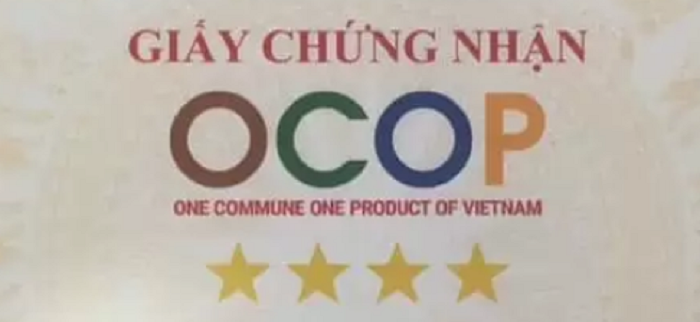 GIẤY CHỨNG NHẬN
OCOP
ONE COMMUNE ONE PRODUCT OF VIETNAM